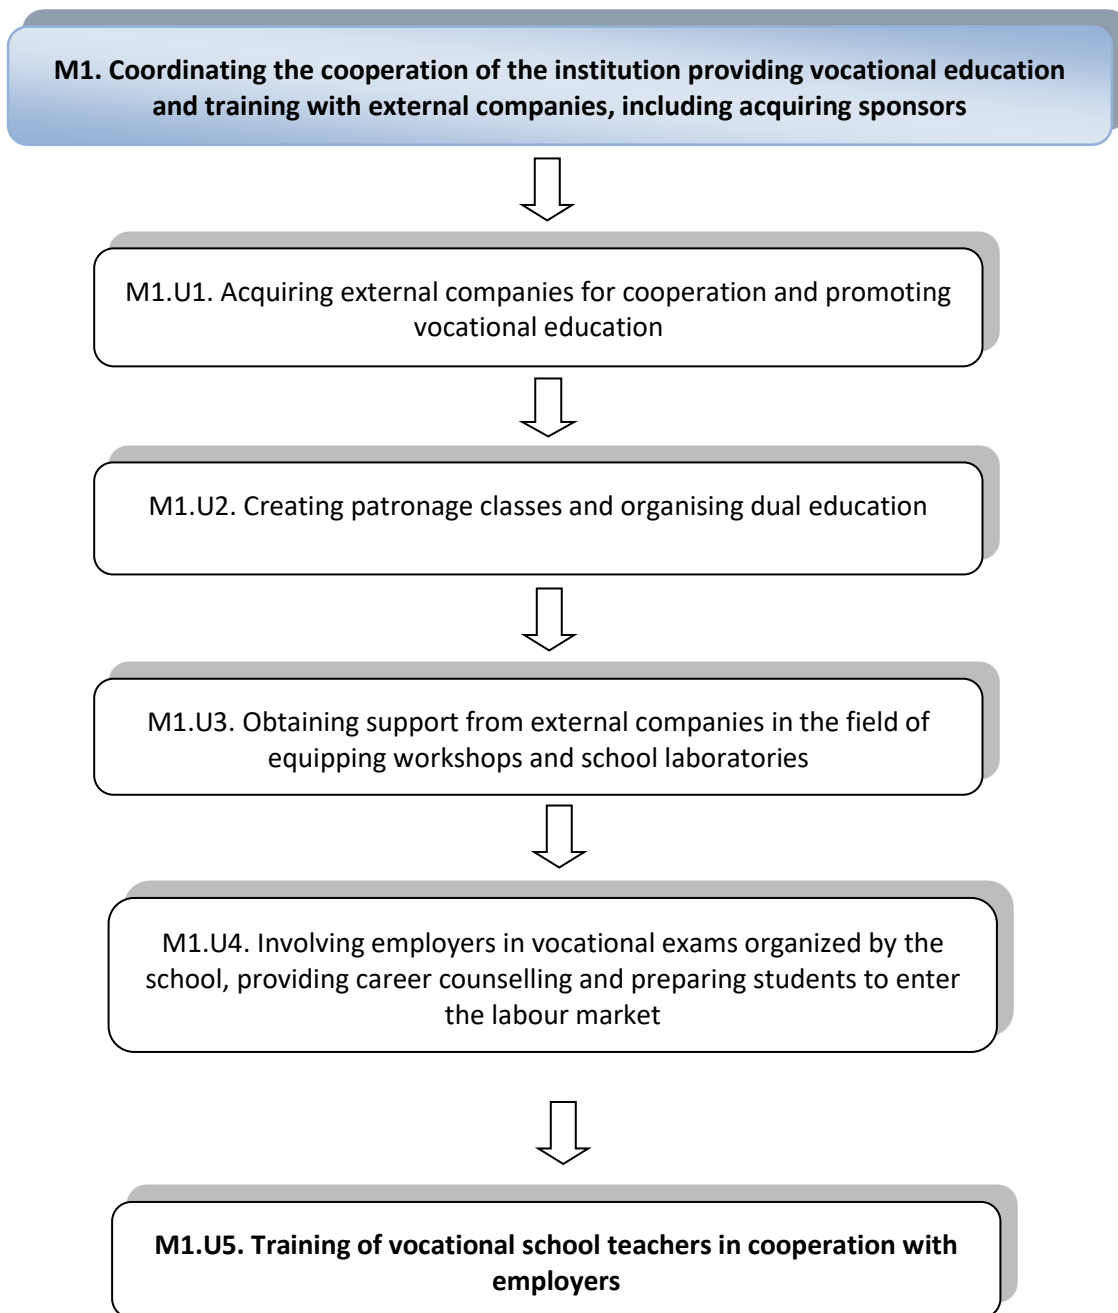 M1. Coordinating the cooperation of the institution providing vocational education
and training with external companies, including acquiring sponsors
M1.U1. Acquiring external companies for cooperation and promoting
vocational education
M1.U2. Creating patronage classes and organising dual education
M1.U3. Obtaining support from external companies in the field of
equipping workshops and school laboratories
M1.U4. Involving employers in vocational exams organized by the
school, providing career counselling and preparing students to enter
the labour market
M1.U5. Training of vocational school teachers in cooperation with
employers